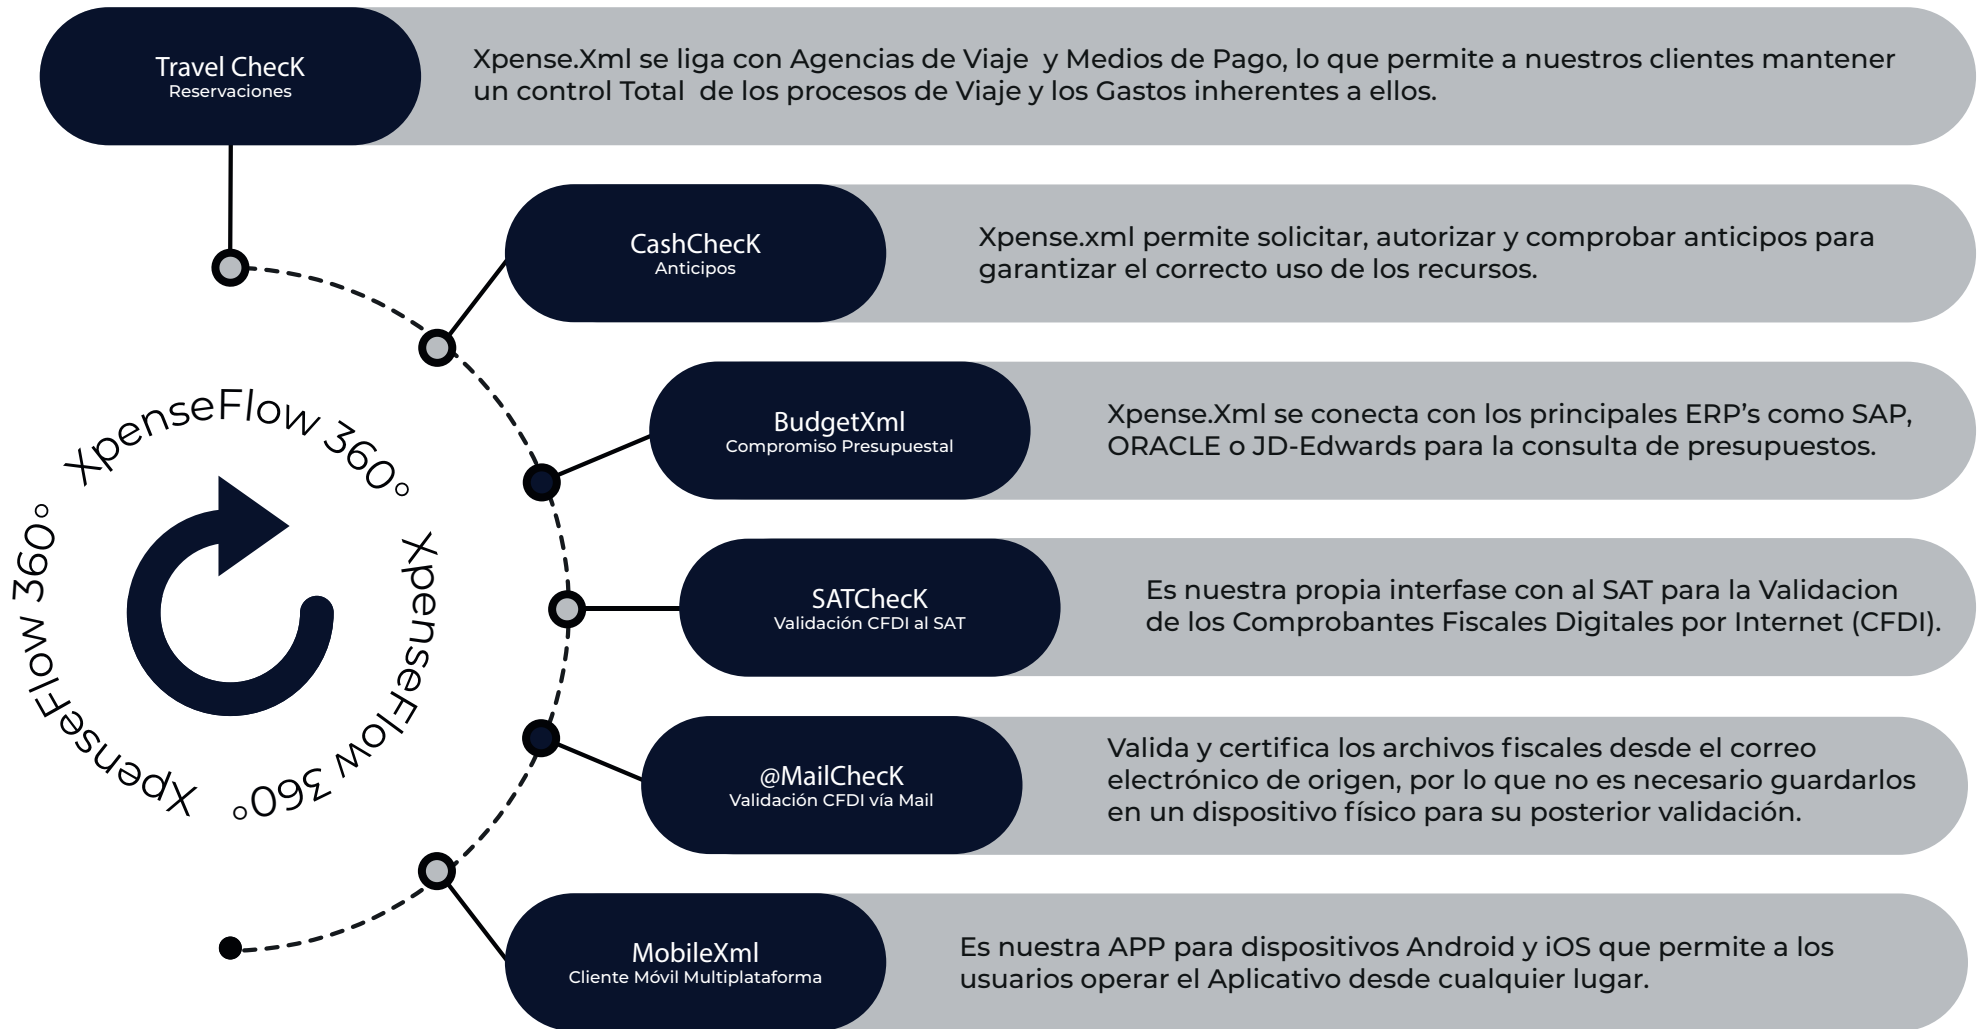 Travel ChecK
Reservaciones
Xpense.Xml se liga con Agencias de Viaje y Medios de Pago, lo que permite a nuestros clientes mantener
un control Total de los procesos de Viaje y los Gastos inherentes a ellos.
CashChecK
Anticipos
Xpense.xml permite solicitar, autorizar y comprobar anticipos para
garantizar el correcto uso de los recursos.
BudgetXml
Compromiso Presupuestal
Xpense.Xml se conecta con los principales ERP’s como SAP,
ORACLE o JD-Edwards para la consulta de presupuestos.
XpenseFlow 360°
XpenseFlow 360°
XpenseFlow 360°
SATChecK
Validación CFDI al SAT
Es nuestra propia interfase con al SAT para la Validacion
de los Comprobantes Fiscales Digitales por Internet (CFDI).
@MailChecK
Validación CFDI vía Mail
Valida y certifica los archivos fiscales desde el correo
electrónico de origen, por lo que no es necesario guardarlos
en un dispositivo físico para su posterior validación.
MobileXml
Cliente Móvil Multiplataforma
Es nuestra APP para dispositivos Android y iOS que permite a los
usuarios operar el Aplicativo desde cualquier lugar.